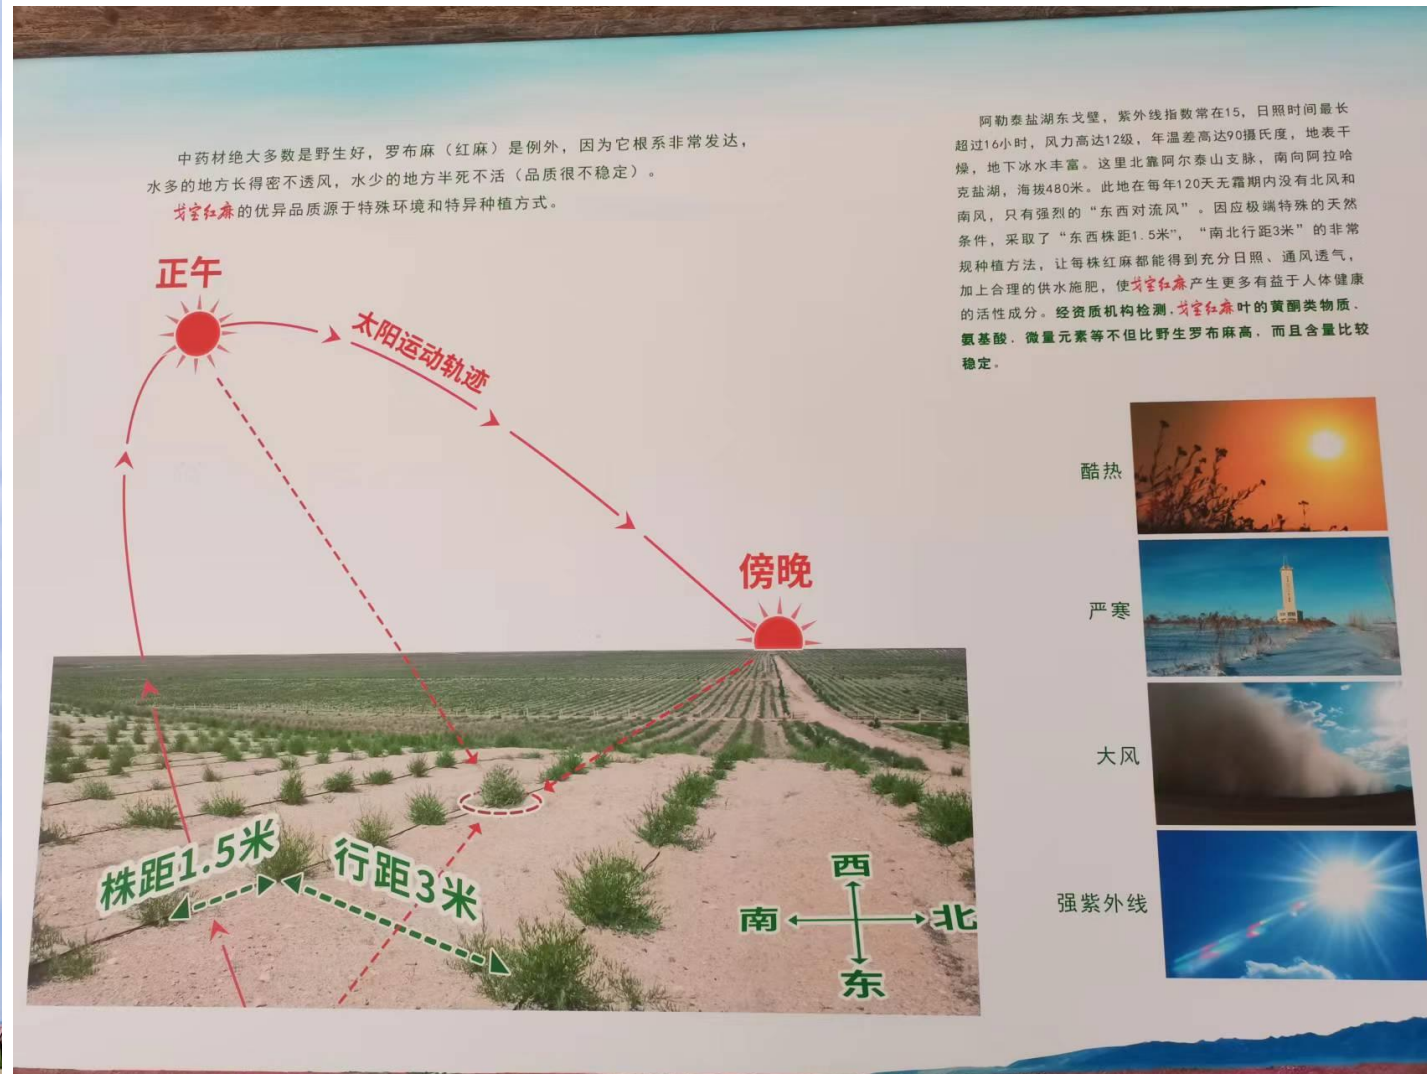 中药材绝大多数是野生好，罗布麻（红麻）是例外，因为它根系非常发达，
水多的地方长得密不透风，水少的地方半死不活（品质很不稳定）。
戈宝红麻的优异品质源于特殊环境和特异种植方式。
阿勒泰盐湖东戈壁，紫外线指数常在15，日照时间最长
超过16小时，风力高达12级，年温差高达90摄氏度，地表干
燥，地下冰水丰富。这里北靠阿尔泰山支脉，南向阿拉哈
克盐湖，海拔480米。此地在每年120天无霜期内没有北风和
南风，只有强烈的“东西对流风”。因应极端特殊的天然
条件，采取了“东西株距1.5米”，“南北行距3米”的非常
规种植方法，让每株红麻都能得到充分日照、通风透气，
加上合理的供水施肥，使戈宝红麻产生更多有益于人体健康
的活性成分。经资质机构检测，戈宝红麻叶的黄酮类物质、
氨基酸、微量元素等不但比野生罗布麻高，而且含量比较
稳定。
正午
太阳运动轨迹
傍晚
株距1.5米
行距3米
西
南
北
东
酷热
严寒
大风
强紫外线